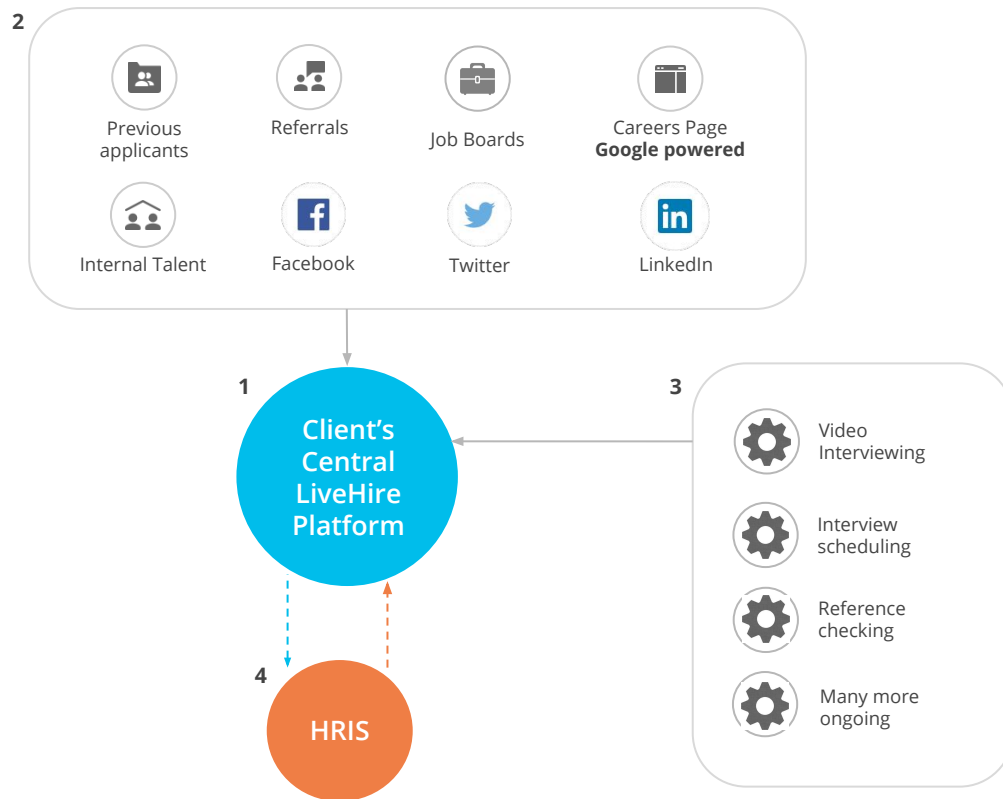 2
Previous
applicants
Referrals
Job Boards
Careers Page
Google powered
Internal Talent
Facebook
Twitter
in
LinkedIn
1
Client's
Central
LiveHire
Platform
3
Video
Interviewing
Interview
scheduling
Reference
checking
Many more
ongoing
4
HRIS